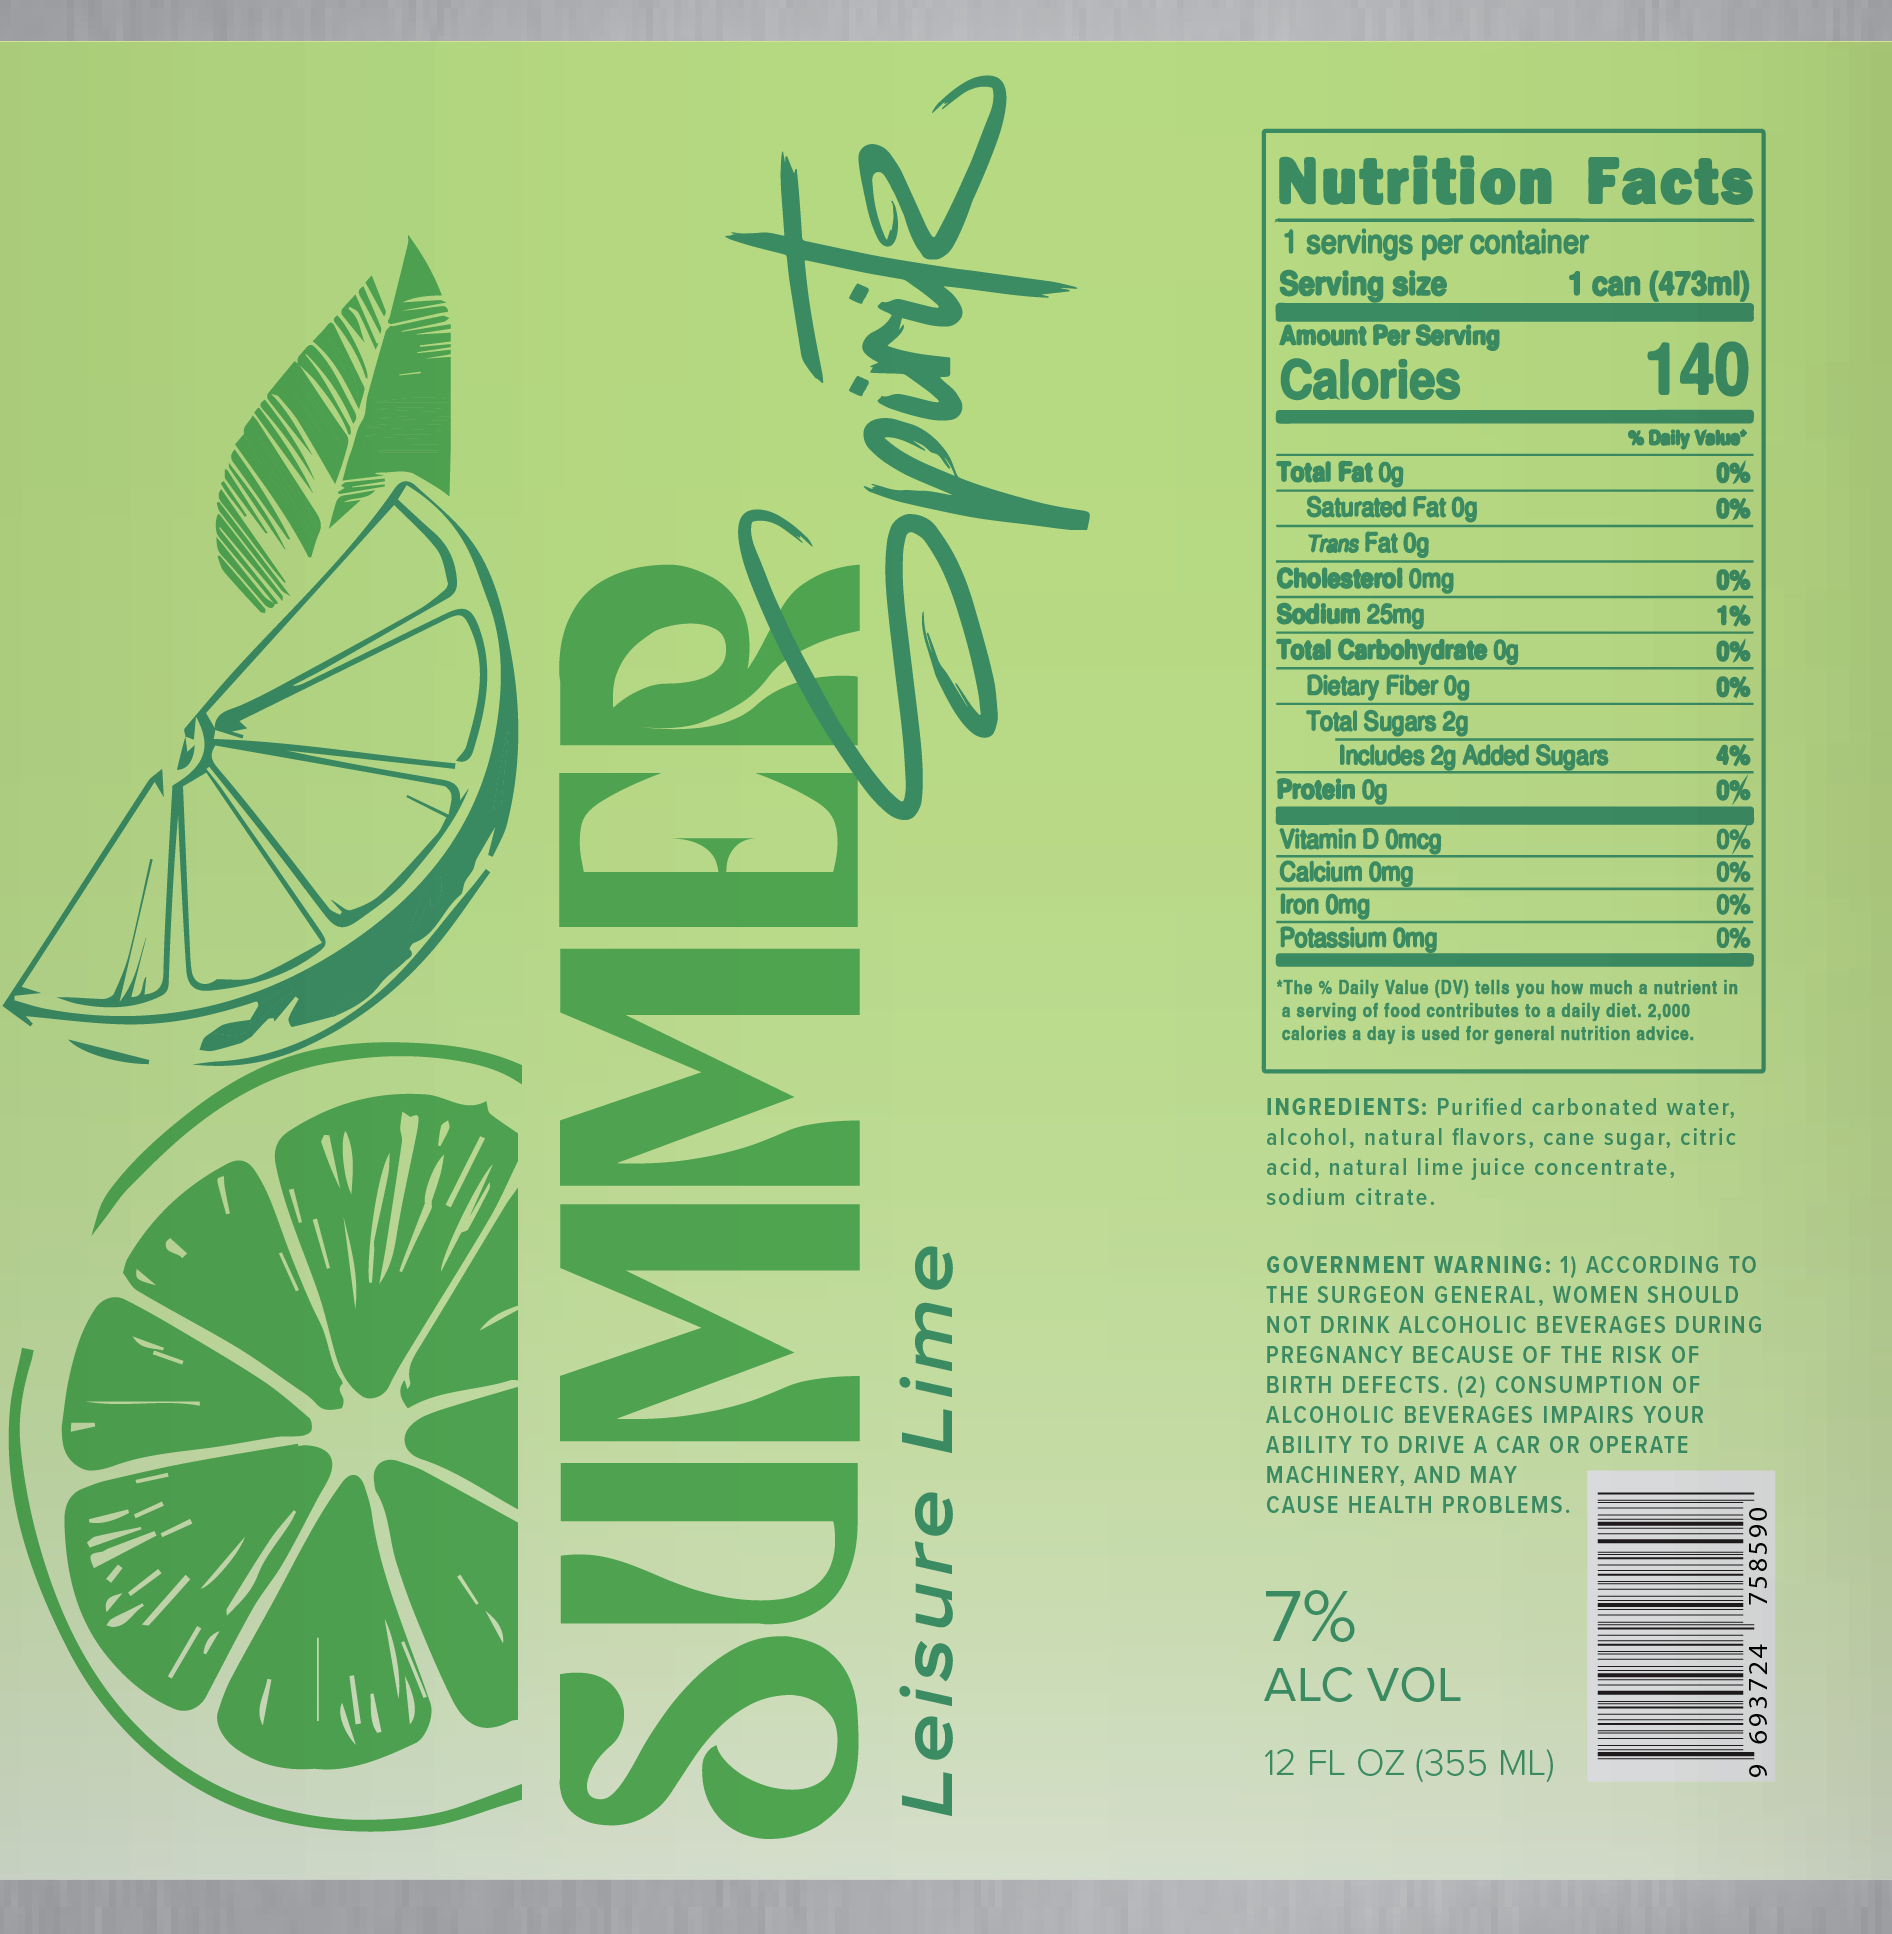 SUMMER
Spritz
Leisure Lime
Nutrition Facts
1 servings per container
Serving size 1 can (473ml)
Amount Per Serving
Calories 140
% Daily Value*
Total Fat 0g 0%
Saturated Fat 0g 0%
Trans Fat 0g
Cholesterol 0mg 0%
Sodium 25mg 1%
Total Carbohydrate 0g 0%
Dietary Fiber 0g 0%
Total Sugars 2g
Includes 2g Added Sugars 4%
Protein 0g 0%
Vitamin D 0mcg 0%
Calcium 0mg 0%
Iron 0mg 0%
Potassium 0mg 0%
*The % Daily Value (DV) tells you how much a nutrient in
a serving of food contributes to a daily diet. 2,000
calories a day is used for general nutrition advice.
INGREDIENTS: Purified carbonated water,
alcohol, natural flavors, cane sugar, citric
acid, natural lime juice concentrate,
sodium citrate.
GOVERNMENT WARNING: 1) ACCORDING TO
THE SURGEON GENERAL, WOMEN SHOULD
NOT DRINK ALCOHOLIC BEVERAGES DURING
PREGNANCY BECAUSE OF THE RISK OF
BIRTH DEFECTS. (2) CONSUMPTION OF
ALCOHOLIC BEVERAGES IMPAIRS YOUR
ABILITY TO DRIVE A CAR OR OPERATE
MACHINERY, AND MAY
CAUSE HEALTH PROBLEMS.
7%
ALC VOL
12 FL OZ (355 ML)
9 693724 758590